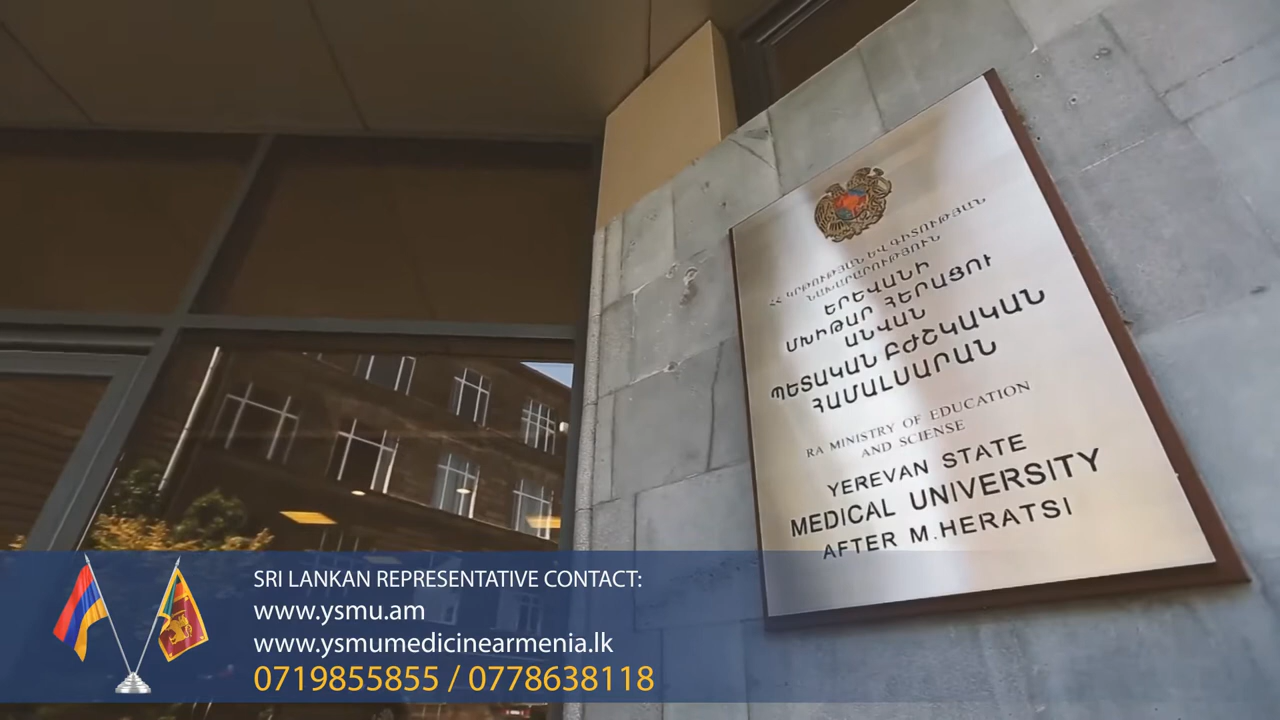 ՀՀ ԿՐԹՈՒԹՅԱՆ ԵՎ ԳԻՏՈՒԹՅԱՆ
ՆԱԽԱՐԱՐՈՒԹՅՈՒՆ
ԵՐԵՎԱՆԻ
ՄԽԻԹԱՐ ՀԵՐԱՑՈՒ
ԱՆՎԱՆ
ՊԵՏԱԿԱՆ ԲԺՇԿԱԿԱՆ
ՀԱՄԱԼՍԱՐԱՆ
RA MINISTRY OF EDUCATION
AND SCIENSE
YEREVAN STATE
MEDICAL UNIVERSITY
AFTER M.HERATSI
SRI LANKAN REPRESENTATIVE CONTACT:
www.ysmu.am
www.ysmumedicinearmenia.lk
0719855855 / 0778638118